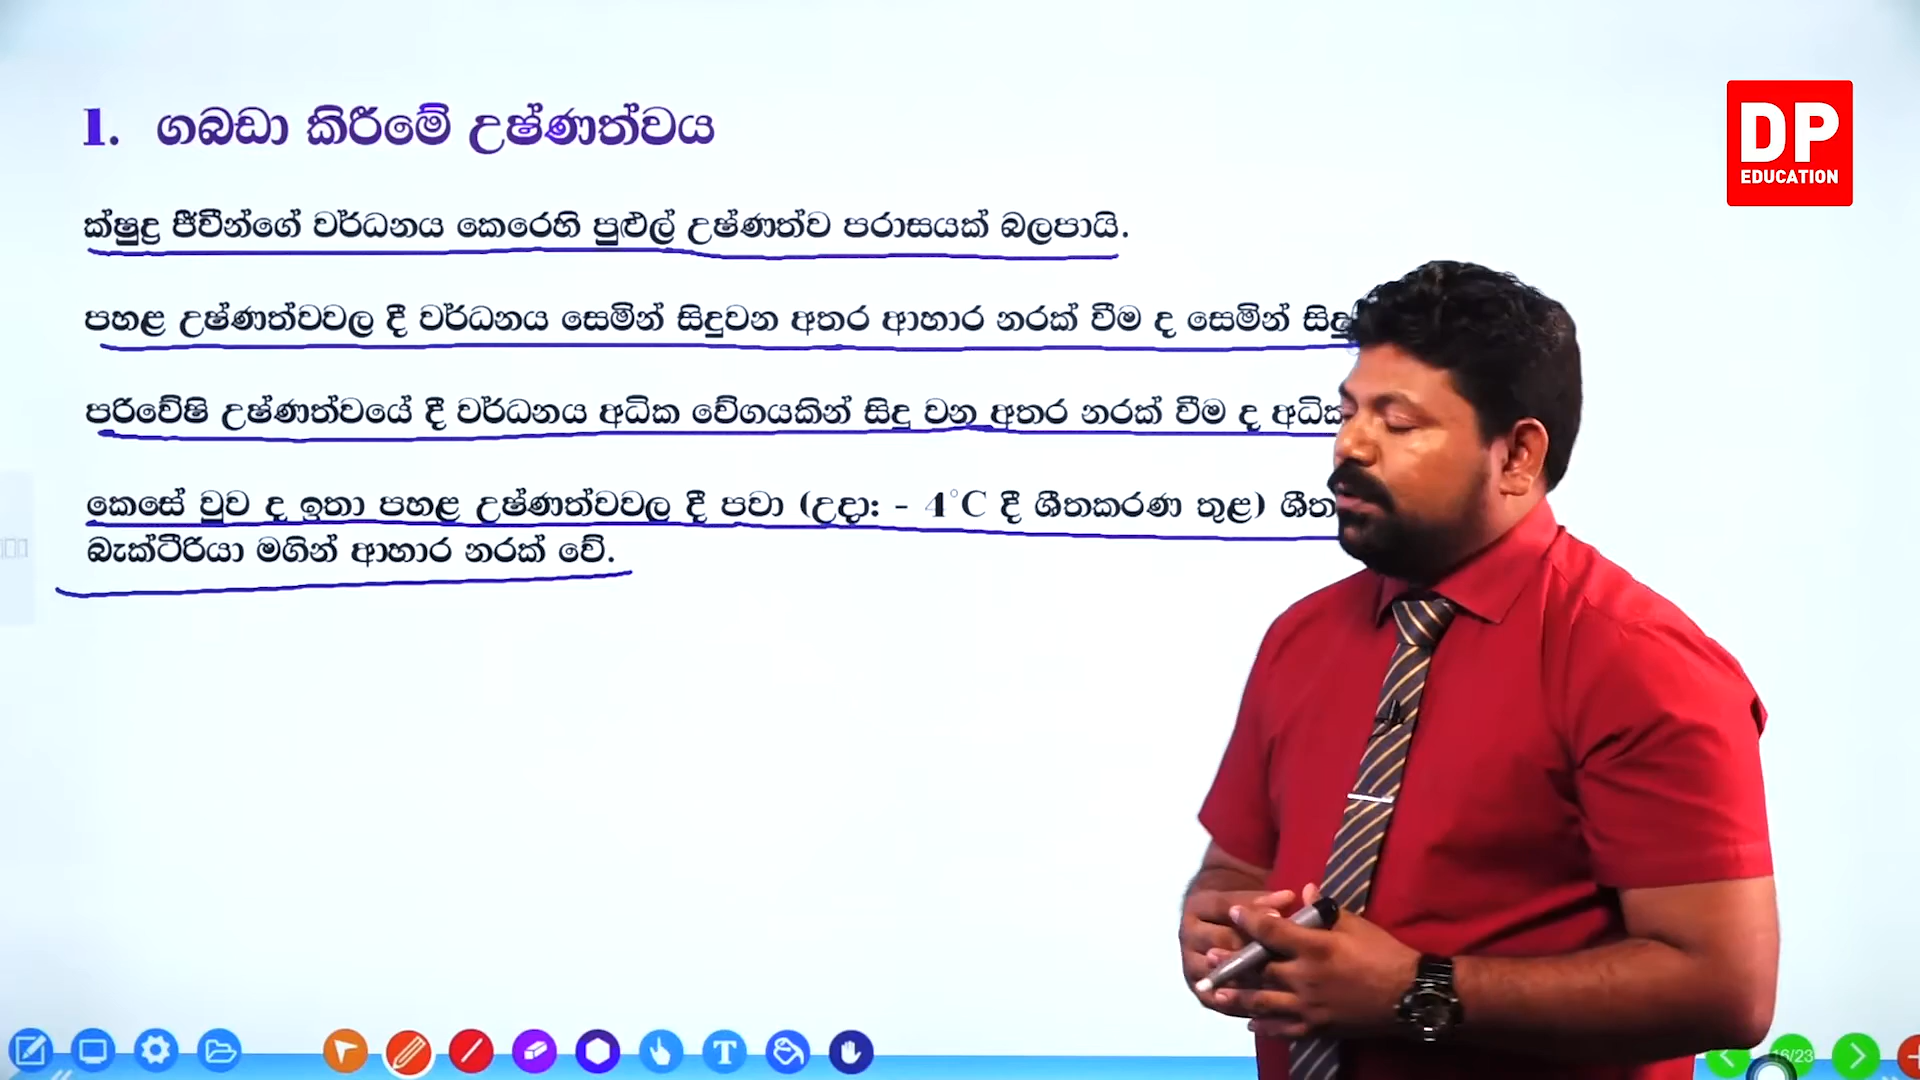 1. ගබඩා කිරීමේ උෂ්ණත්වය
DP
EDUCATION
ක්ෂුද්‍ර ජීවීන්ගේ වර්ධනය කෙරෙහි පුළුල් උෂ්ණත්ව පරාසයක් බලපායි.
පහළ උෂ්ණත්වවල දී වර්ධනය සෙමින් සිදුවන අතර ආහාර නරක් වීම ද සෙමින්
පරිවේෂි උෂ්ණත්වයේ දී වර්ධනය අධික වේගයකින් සිදු වන අතර නරක් වීම ද
කෙසේ වුව ද ඉතා පහළ උෂ්ණත්වවල දී පවා (උදා: - 4°C දී ශීතකරණ තුළ)
බැක්ටීරියා මගින් ආහාර නරක් වේ.
16/23